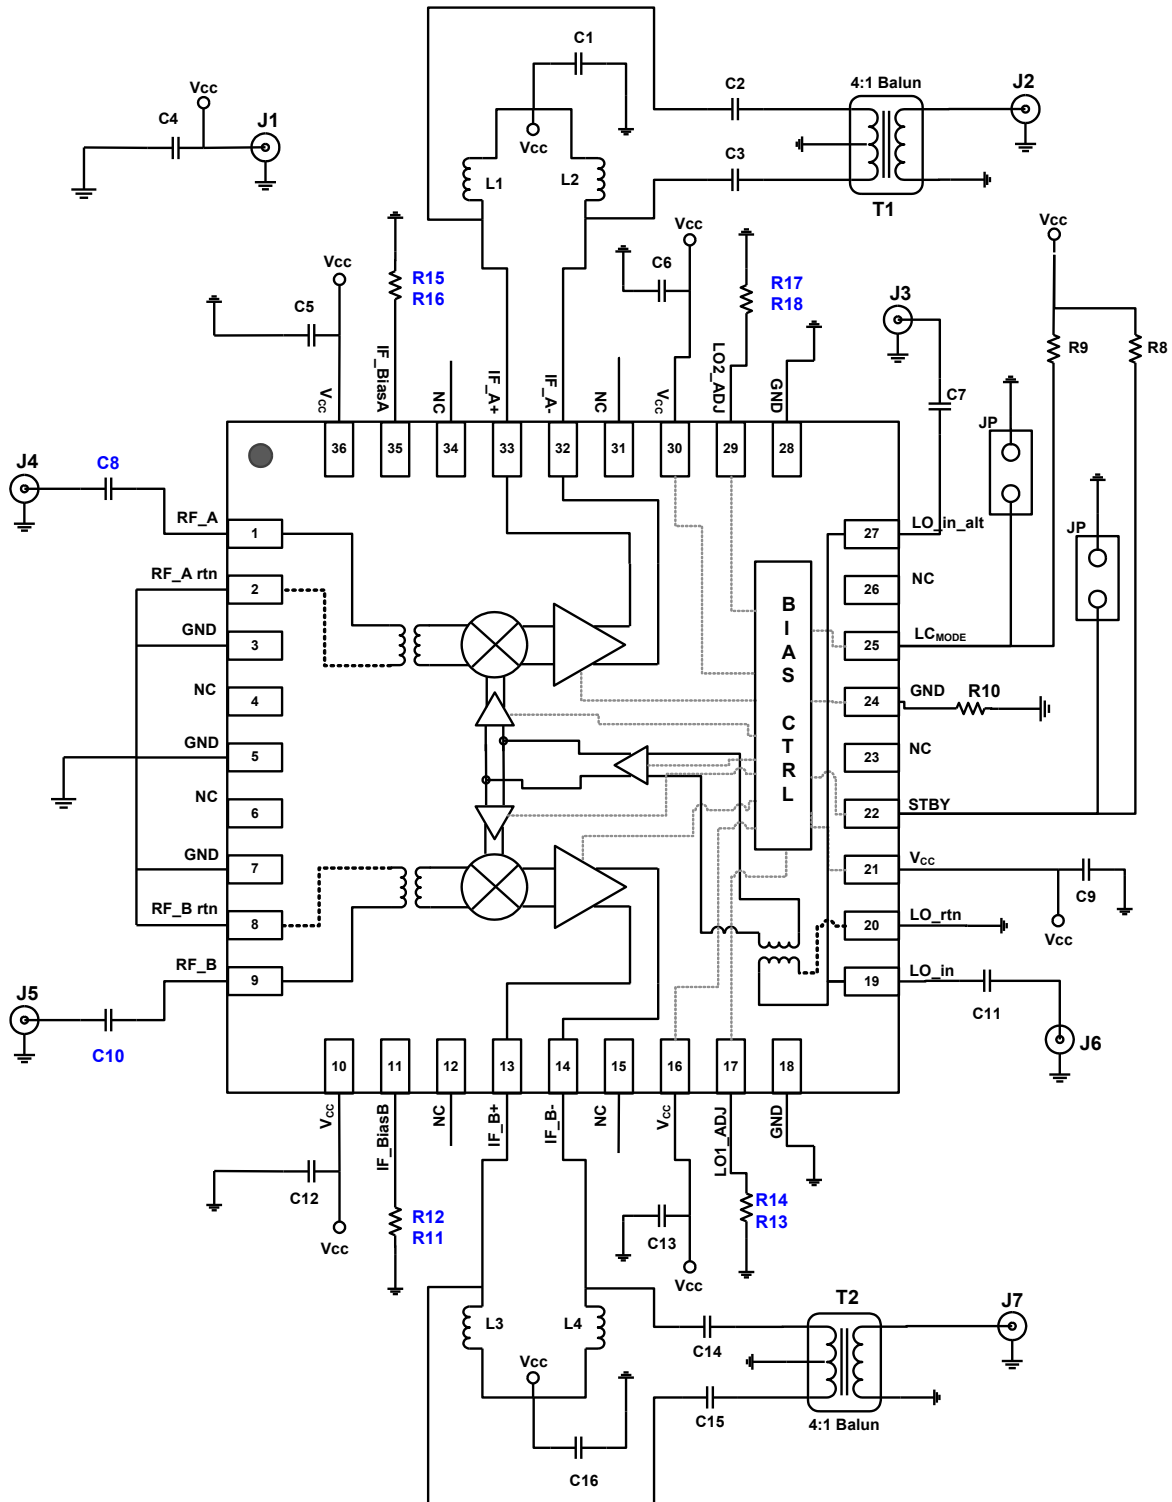 C1
4:1 Balun
J2
C2
Vcc
C4
J1
Vcc
L1
L2
C3
T1
Vcc
Vcc
Vcc
C5
R15
R16
C6
R17
R18
J3
R9
R8
IF_BiasA
IF_A+
IF_A-
LO2_ADJ
C7
VCC
NC
NC
VCC
GND
JP
36
35
34
33
32
31
30
29
28
J4
C8
RF_A
1
27
LO_in_alt
JP
RF_A rtn
2
26
NC
GND
3
BIAS CTRL
25
LCMODE
NC
4
24
GND
R10
GND
5
23
NC
NC
6
22
STBY
GND
7
21
VCC
C9
RF_B rtn
8
20
LO_rtn
Vcc
RF_B
9
19
LO_in
J5
C10
C11
J6
10
11
12
13
14
15
16
17
18
VCC
IF_BiasB
NC
IF_B+
IF_B-
NC
VCC
LO1_ADJ
GND
C12
Vcc
R12
R11
C13
Vcc
R14
R13
L3
L4
T2
J7
C14
Vcc
C15
4:1 Balun
C16